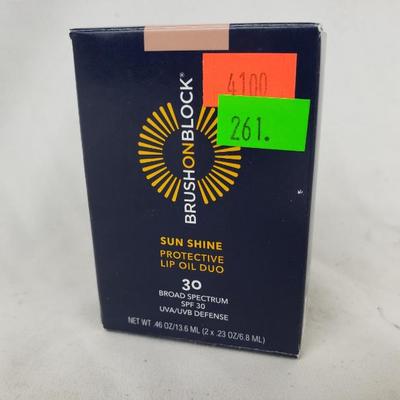 BRUSHONBLOCK®
4100
261.
SUN SHINE
PROTECTIVE
LIP OIL DUO
30
BROAD SPECTRUM
SPF 30
UVA/UVB DEFENSE
NET WT .46 OZ/13.6 ML (2 x .23 OZ/6.8 ML)